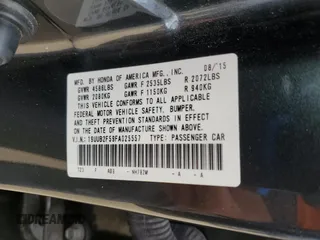 MFD. BY HONDA OF AMERICA MFG., INC. 08/15
GVWR 4586LBS GAWR F 2535LBS R 2072LBS
GVWR 2080KG GAWR F 1150KG R 940KG
THIS VEHICLE CONFORMS TO ALL APPLICABLE
FEDERAL MOTOR VEHICLE SAFETY, BUMPER,
AND THEFT PREVENTION STANDARDS IN EFFECT ON
THE DATE OF MANUFACTURE SHOWN ABOVE.
V.I.N. 19UUB2F59FA025557 TYPE: PASSENGER CAR
NH782M - A - A